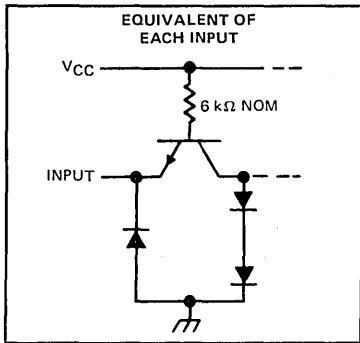 EQUIVALENT OF
EACH INPUT
VCC
6 kΩ NOM
INPUT